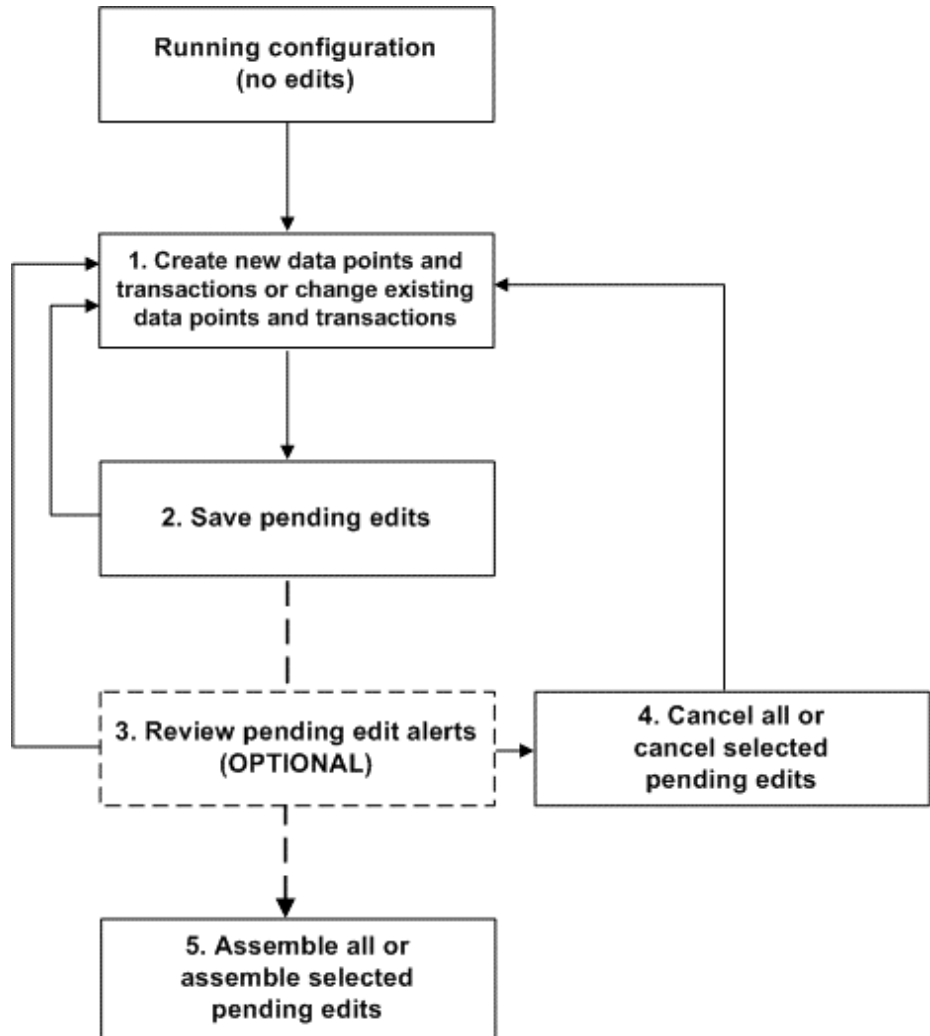 Running configuration
(no edits)
1. Create new data points and
transactions or change existing
data points and transactions
2. Save pending edits
3. Review pending edit alerts
(OPTIONAL)
4. Cancel all or
cancel selected
pending edits
5. Assemble all or
assemble selected
pending edits